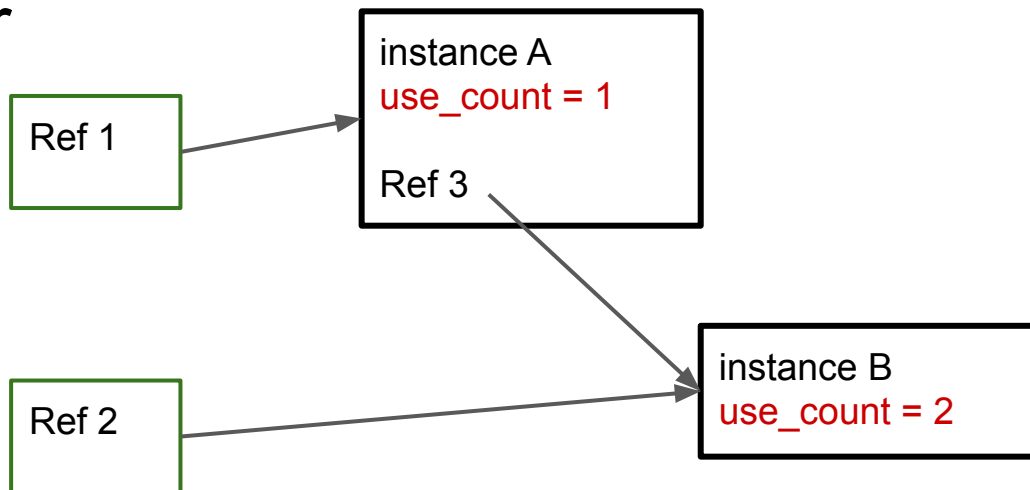 instance A
use_count = 1
Ref 1
Ref 3
instance B
use_count = 2
Ref 2